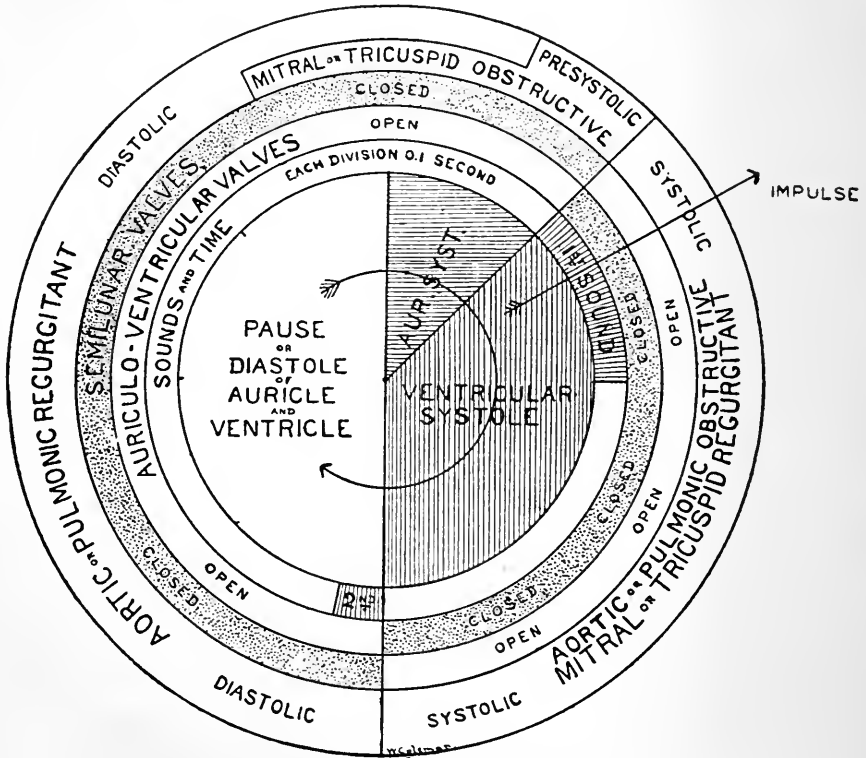 MITRAL OR TRICUSPID OBSTRUCTIVE
PRESYSTOLIC
DIASTOLIC
CLOSED
OPEN
EACH DIVISION 0.1 SECOND
SYSTOLIC
IMPULSE
SEMILUNAR VALVES,
AURICULO-VENTRICULAR VALVES
SOUNDS AND TIME
AUR. SYST.
1ST SOUND
CLOSED
OPEN
AORTIC OR PULMONIC REGURGITANT
PAUSE
OR
DIASTOLE
OF
AURICLE
AND
VENTRICLE
VENTRICULAR
SYSTOLE
AORTIC OR PULMONIC OBSTRUCTIVE
MITRAL OR TRICUSPID REGURGITANT
CLOSED
OPEN
CLOSED
OPEN
2ND
CLOSED,
OPEN
DIASTOLIC
SYSTOLIC
W Coleman